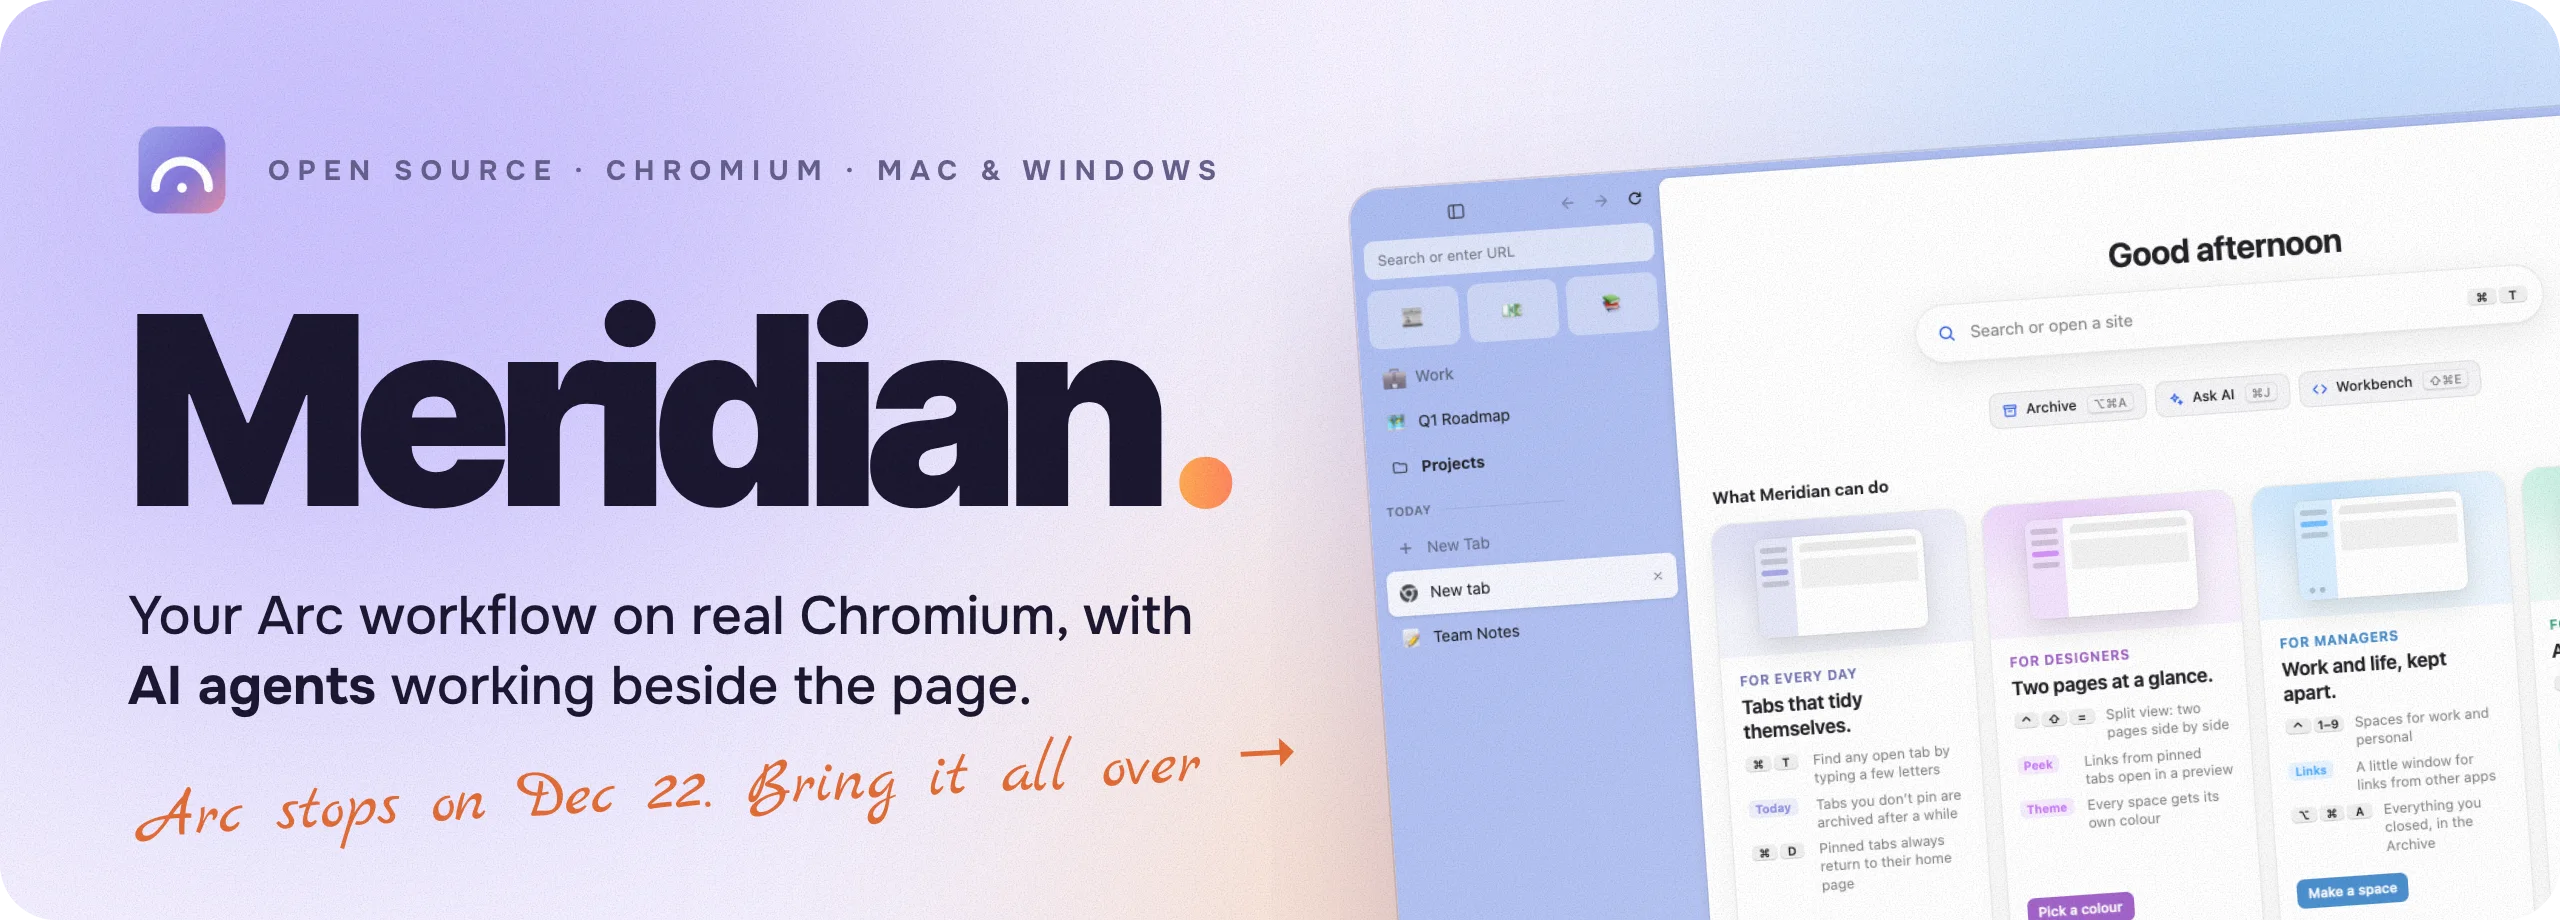 OPEN SOURCE · CHROMIUM · MAC & WINDOWS
Meridian.
Your Arc workflow on real Chromium, with
AI agents working beside the page.
Arc stops on Dec 22. Bring it all over →
Search or enter URL
Work
Q1 Roadmap
Projects
TODAY
+ New Tab
New tab ×
Team Notes
Good afternoon
Search or open a site ⌘ T
Archive ⌥⌘A Ask AI ⌘J Workbench ⇧⌘E
What Meridian can do
FOR EVERY DAY
Tabs that tidy
themselves.
⌘ T Find any open tab by
typing a few letters
Today Tabs you don't pin are
archived after a while
⌘ D Pinned tabs always
return to their home
page
FOR DESIGNERS
Two pages at a glance.
^ ⇧ = Split view: two
pages side by side
Peek Links from pinned
tabs open in a preview
Theme Every space gets its
own colour
Pick a colour
FOR MANAGERS
Work and life, kept
apart.
^ 1–9 Spaces for work and
personal
Links A little window for
links from other apps
⌥ ⌘ A Everything you
closed, in the
Archive
Make a space